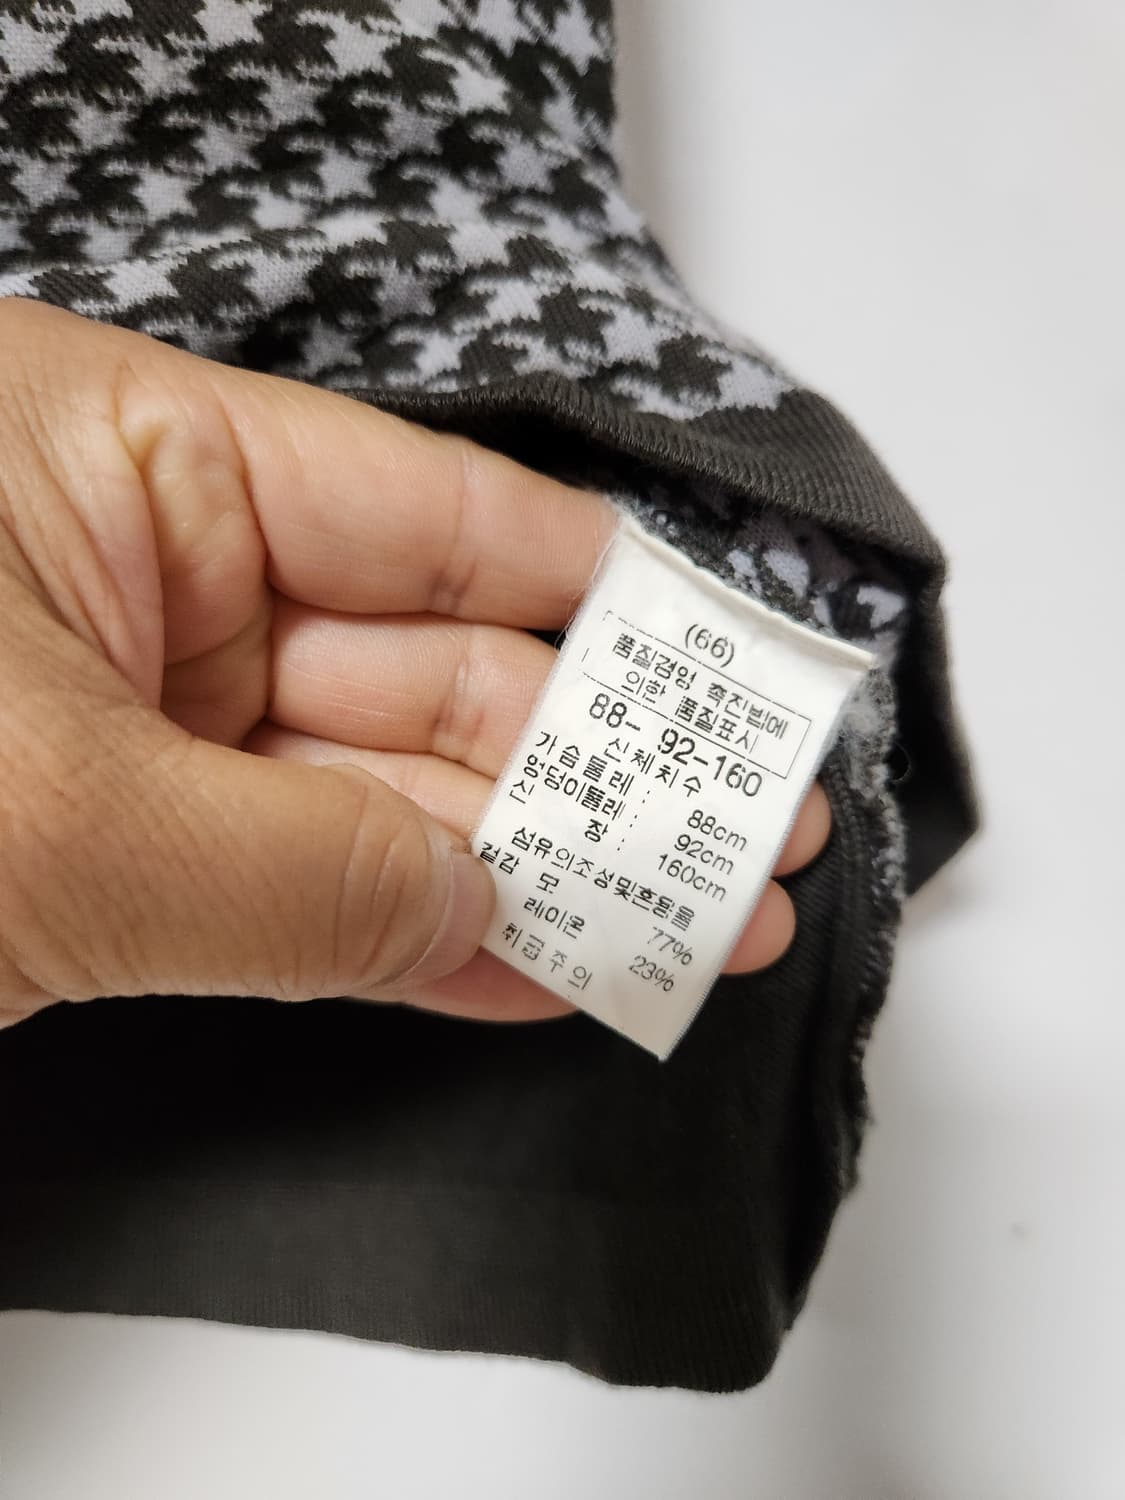 (66)
품질경영 촉진법에
의한 품질표시
88- 92-160
신체치수
가슴둘레 : 88cm
엉덩이둘레 : 92cm
신 장 : 160cm
섬유의조성및혼용율
겉감 모 77%
레이온 23%
취급주의